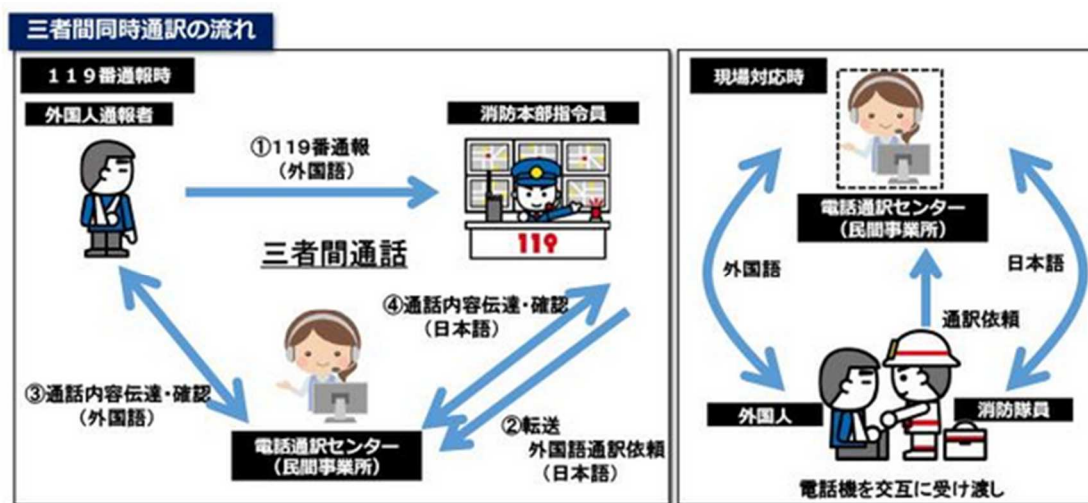 三者間同時通訳の流れ
119番通報時
外国人通報者
消防本部指令員
①119番通報
(外国語)
119
三者間通話
④通話内容伝達・確認
(日本語)
③通話内容伝達・確認
(外国語)
②転送
外国語通訳依頼
(日本語)
電話通訳センター
(民間事業所)
現場対応時
電話通訳センター
(民間事業所)
外国語
日本語
通訳依頼
外国人
消防隊員
電話機を交互に受け渡し